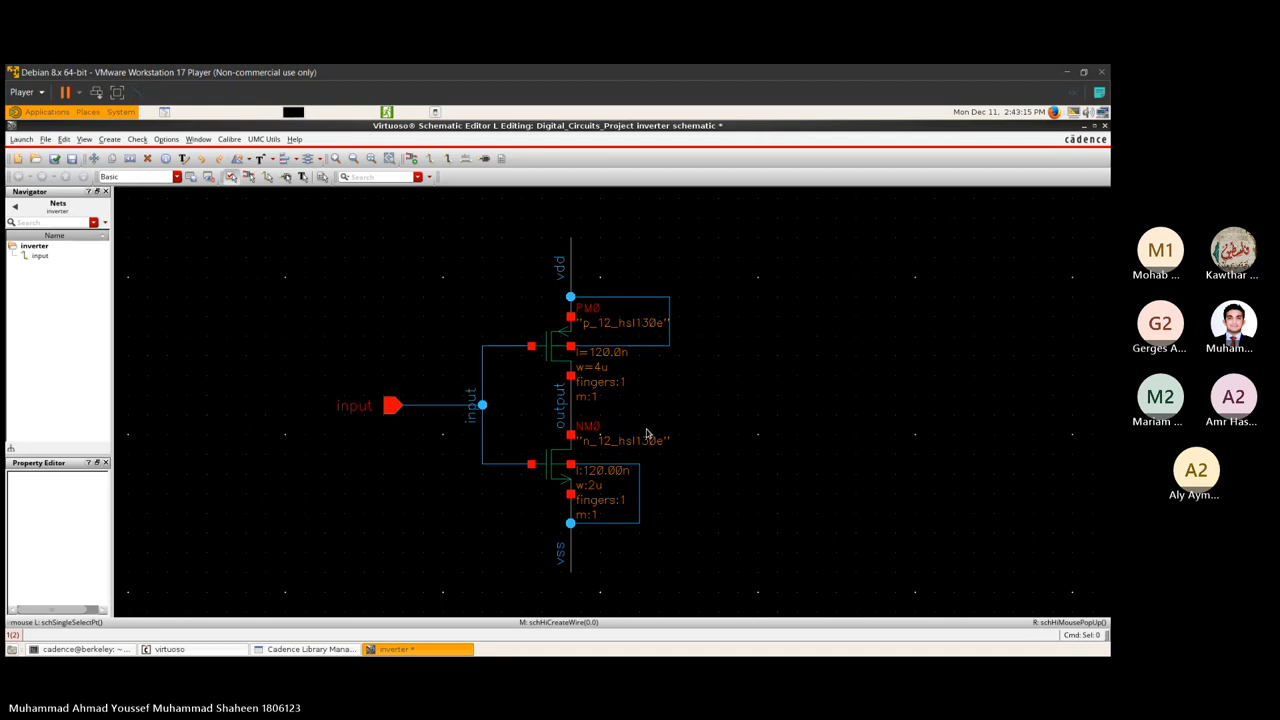 Debian 8.x 64-bit - VMware Workstation 17 Player (Non-commercial use only)
Player
Applications Places System
Mon Dec 11, 2:43:15 PM
Virtuoso® Schematic Editor L Editing: Digital_Circuits_Project inverter schematic *
Launch File Edit View Create Check Options Window Calibre UMC Utils Help
cādence
Basic
Search
Navigator
Nets
inverter
Search
Name
inverter
input
Property Editor
vdd
PM0
"p_12_hsl130e"
l=120.0n
w=4u
fingers:1
m:1
input
input
output
NM0
"n_12_hsl130e"
l:120.00n
w:2u
fingers:1
m:1
vss
M1
Mohab ...
Kawthar ...
G2
Gerges A...
Muham...
M2
Mariam ...
A2
Amr Has...
A2
Aly Aym...
mouse L: schSingleSelectPt()
M: schHiCreateWire(0,0)
R: schHiMousePopUp()
1(2)
Cmd: Sel: 0
cadence@berkeley: ~...
virtuoso
Cadence Library Mana...
inverter *
Muhammad Ahmad Youssef Muhammad Shaheen 1806123